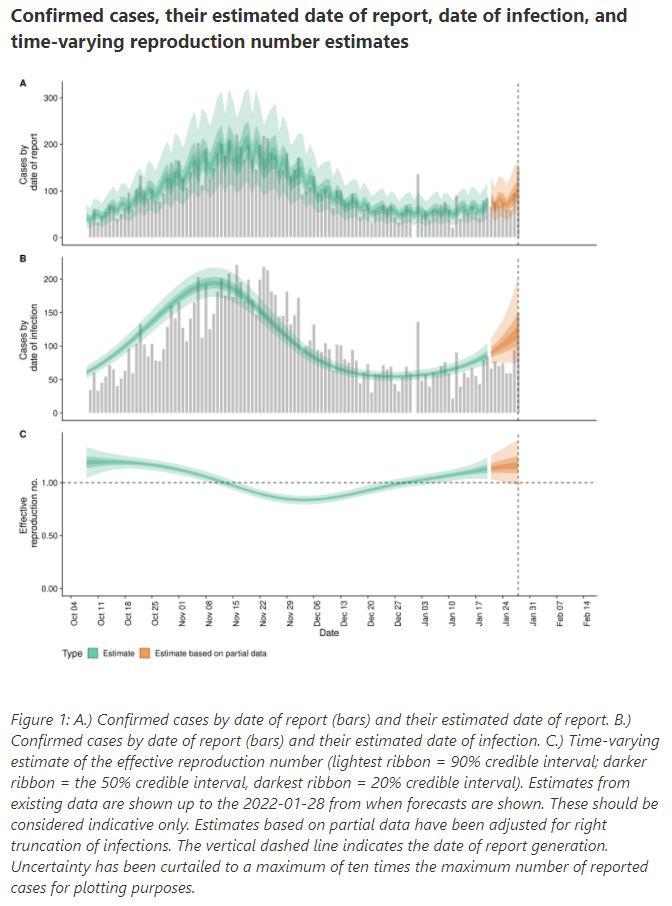 Confirmed cases, their estimated date of report, date of infection, and
time-varying reproduction number estimates
A
Cases by
date of report
300
200
100
0
B
Cases by
date of infection
200
150
100
50
0
C
Effective
reproduction no.
1.00
0.50
0.00
Oct 04
Oct 11
Oct 18
Oct 25
Nov 01
Nov 08
Nov 15
Nov 22
Nov 29
Dec 06
Dec 13
Dec 20
Dec 27
Jan 03
Jan 10
Jan 17
Jan 24
Jan 31
Feb 07
Feb 14
Date
Type Estimate Estimate based on partial data
Figure 1: A.) Confirmed cases by date of report (bars) and their estimated date of report. B.)
Confirmed cases by date of report (bars) and their estimated date of infection. C.) Time-varying
estimate of the effective reproduction number (lightest ribbon = 90% credible interval; darker
ribbon = the 50% credible interval, darkest ribbon = 20% credible interval). Estimates from
existing data are shown up to the 2022-01-28 from when forecasts are shown. These should be
considered indicative only. Estimates based on partial data have been adjusted for right
truncation of infections. The vertical dashed line indicates the date of report generation.
Uncertainty has been curtailed to a maximum of ten times the maximum number of reported
cases for plotting purposes.